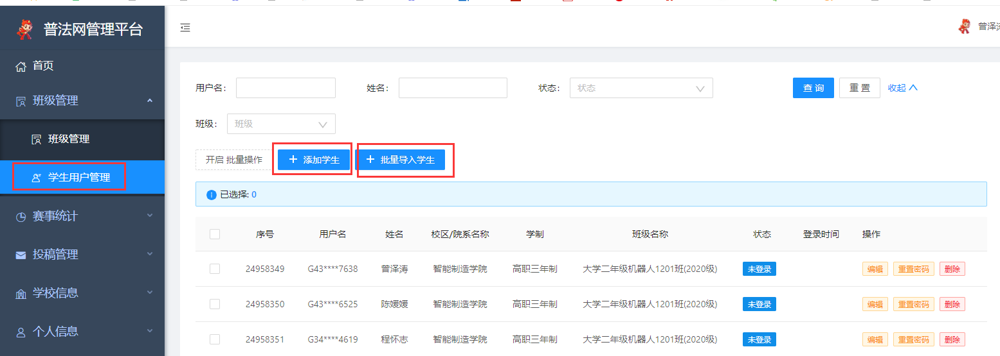 普法网管理平台
曾泽
首页
班级管理
班级管理
学生用户管理
赛事统计
投稿管理
学校信息
个人信息
用户名：
姓名：
状态： 状态
查 询 重 置 收起
班级： 班级
开启 批量操作 + 添加学生 + 批量导入学生
已选择: 0
序号 用户名 姓名 校区/院系名称 学制 班级名称 状态 登录时间 操作
24958349 G43****7638 曾泽涛 智能制造学院 高职三年制 大学二年级机器人1201班(2020级) 未登录 编辑 重置密码 删除
24958350 G43****6525 陈媛媛 智能制造学院 高职三年制 大学二年级机器人1201班(2020级) 未登录 编辑 重置密码 删除
24958351 G34****4619 程怀志 智能制造学院 高职三年制 大学二年级机器人1201班(2020级) 未登录 编辑 重置密码 删除